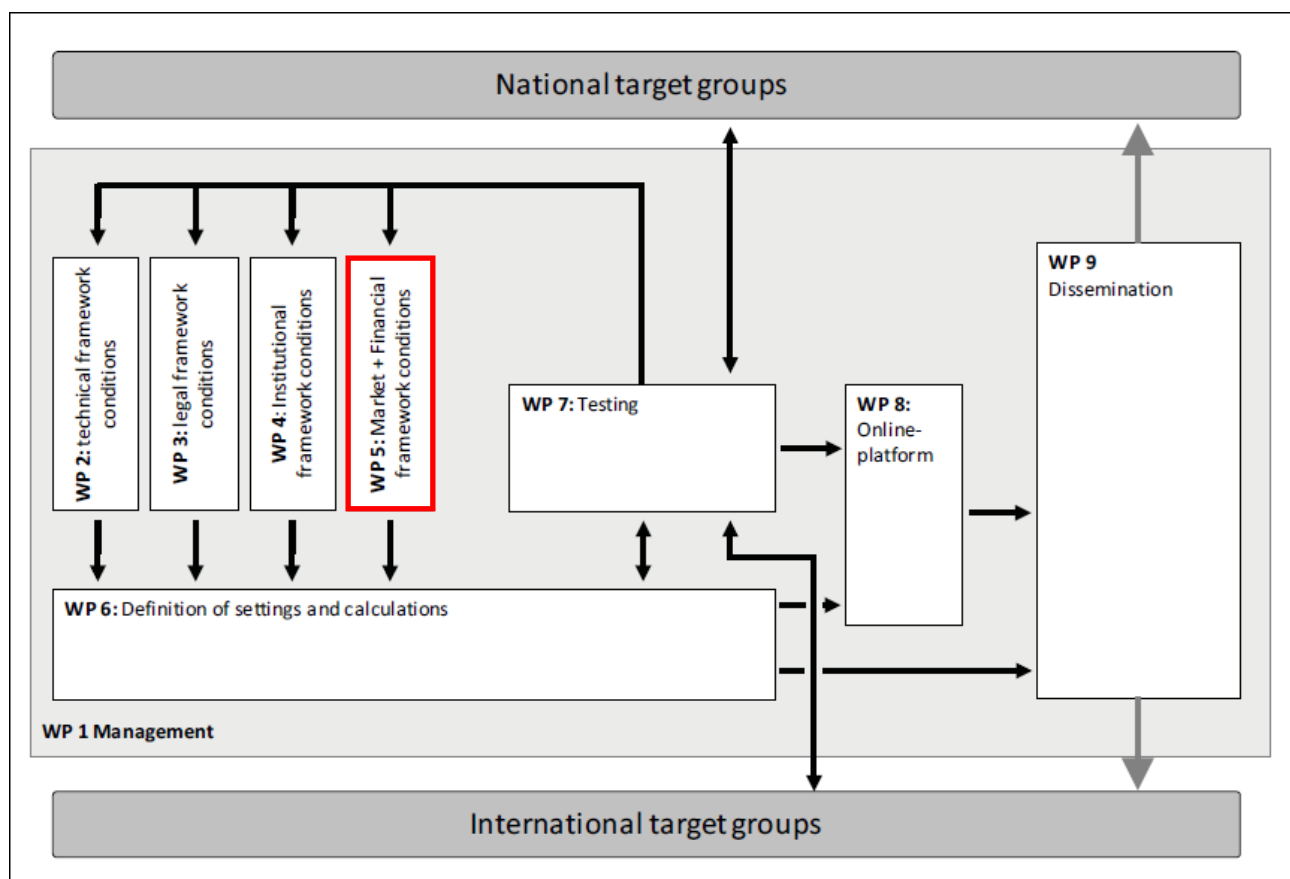 National target groups
WP 2: technical framework
conditions
WP 3: legal framework
conditions
WP 4: Institutional
framework conditions
WP 5: Market + Financial
framework conditions
WP 7: Testing
WP 8:
Online-
platform
WP 9
Dissemination
WP 6: Definition of settings and calculations
WP 1 Management
International target groups